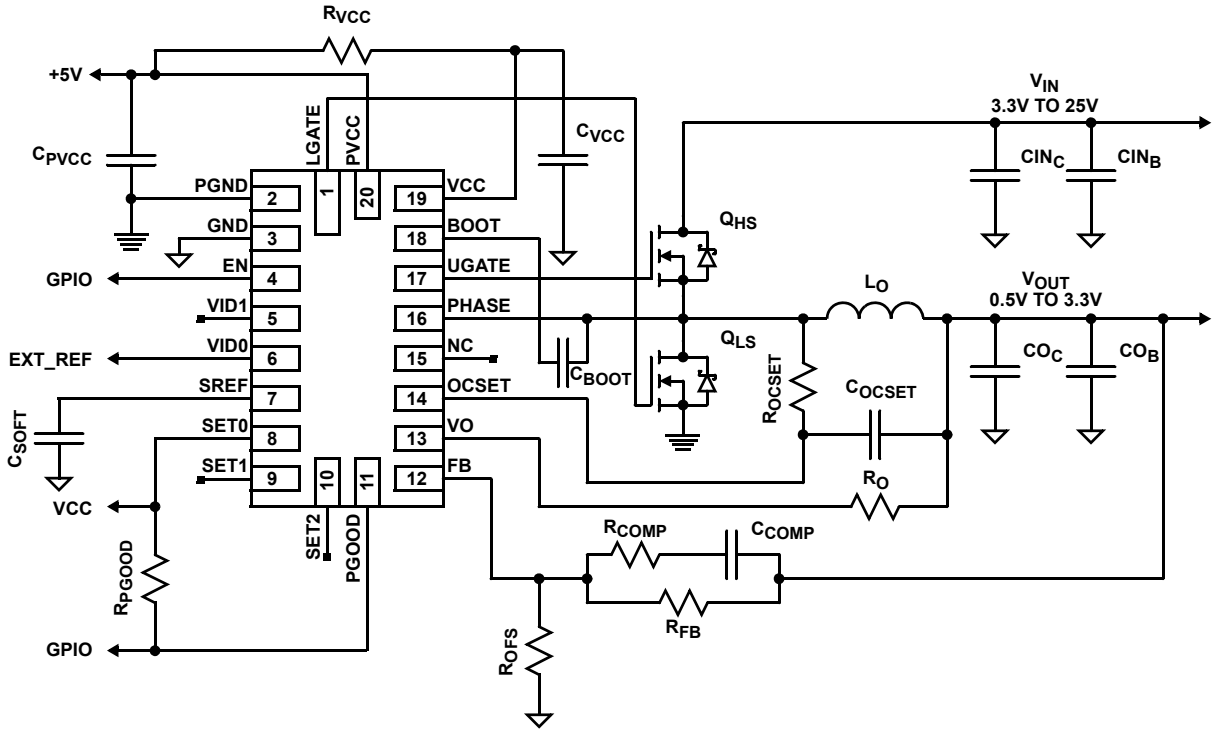 RVCC
+5V
CPVCC
LGATE
PVCC
CVCC
VIN
3.3V TO 25V
CINC
CINB
1
20
PGND
2
19
VCC
GND
3
18
BOOT
QHS
GPIO
EN
4
17
UGATE
VID1
5
16
PHASE
LO
VOUT
0.5V TO 3.3V
EXT_REF
VID0
6
15
NC
CBOOT
QLS
ROCSET
COCSET
COC
COB
SREF
7
14
OCSET
CSOFT
SET0
8
13
VO
SET1
9
10
11
12
FB
RO
VCC
SET2
PGOOD
RCOMP
CCOMP
RPGOOD
RFB
GPIO
ROFS